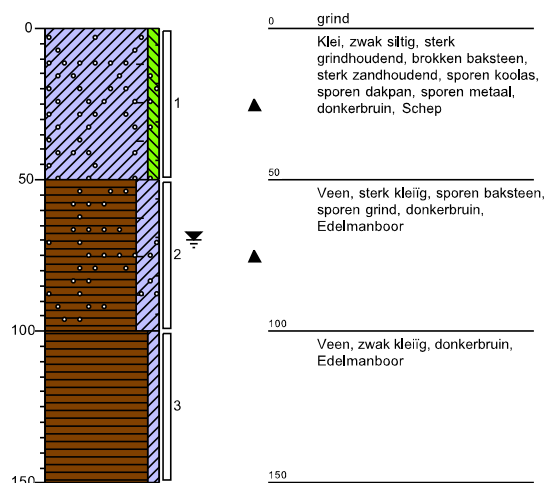 0
0
grind
Klei, zwak siltig, sterk
grindhoudend, brokken baksteen,
sterk zandhoudend, sporen koolas,
sporen dakpan, sporen metaal,
donkerbruin, Schep
1
50
50
Veen, sterk kleiïg, sporen baksteen,
sporen grind, donkerbruin,
Edelmanboor
2
100
100
Veen, zwak kleiïg, donkerbruin,
Edelmanboor
3
150
150